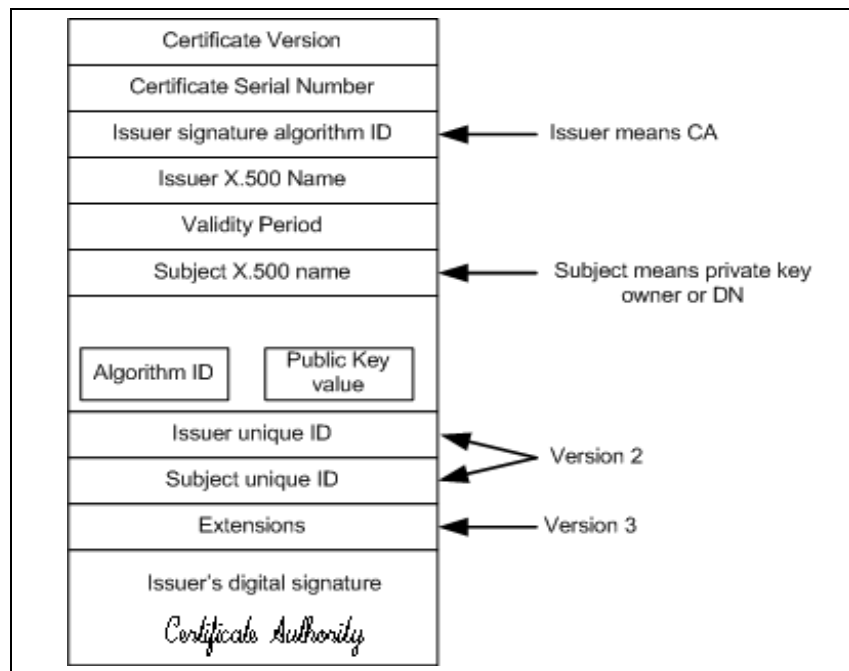 Certificate Version
Certificate Serial Number
Issuer signature algorithm ID
Issuer means CA
Issuer X.500 Name
Validity Period
Subject X.500 name
Subject means private key
owner or DN
Algorithm ID
Public Key
value
Issuer unique ID
Version 2
Subject unique ID
Extensions
Version 3
Issuer's digital signature
Certificate Authority